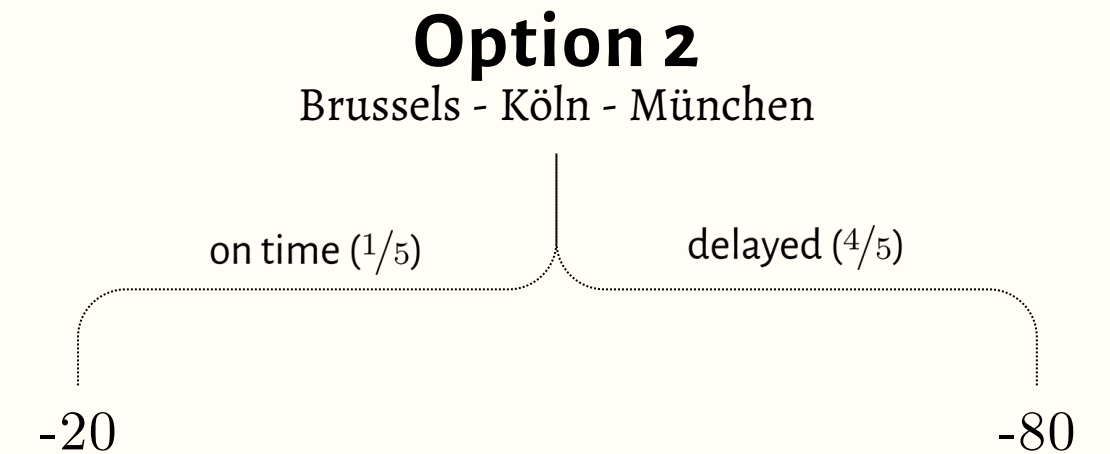 Option 2
Brussels - Köln - München
on time (1/5)
delayed (4/5)
-20
-80